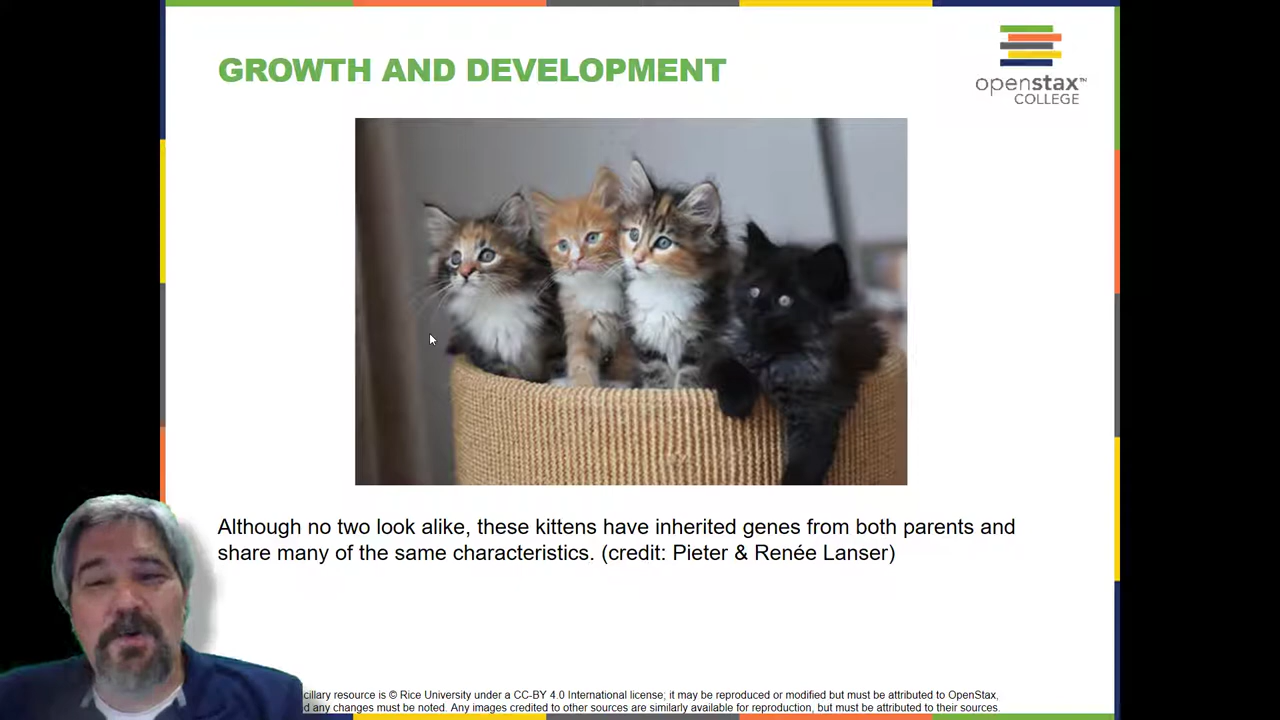 GROWTH AND DEVELOPMENT
openstax™
COLLEGE
Although no two look alike, these kittens have inherited genes from both parents and
share many of the same characteristics. (credit: Pieter & Renée Lanser)
cillary resource is © Rice University under a CC-BY 4.0 International license; it may be reproduced or modified but must be attributed to OpenStax,
d any changes must be noted. Any images credited to other sources are similarly available for reproduction, but must be attributed to their sources.